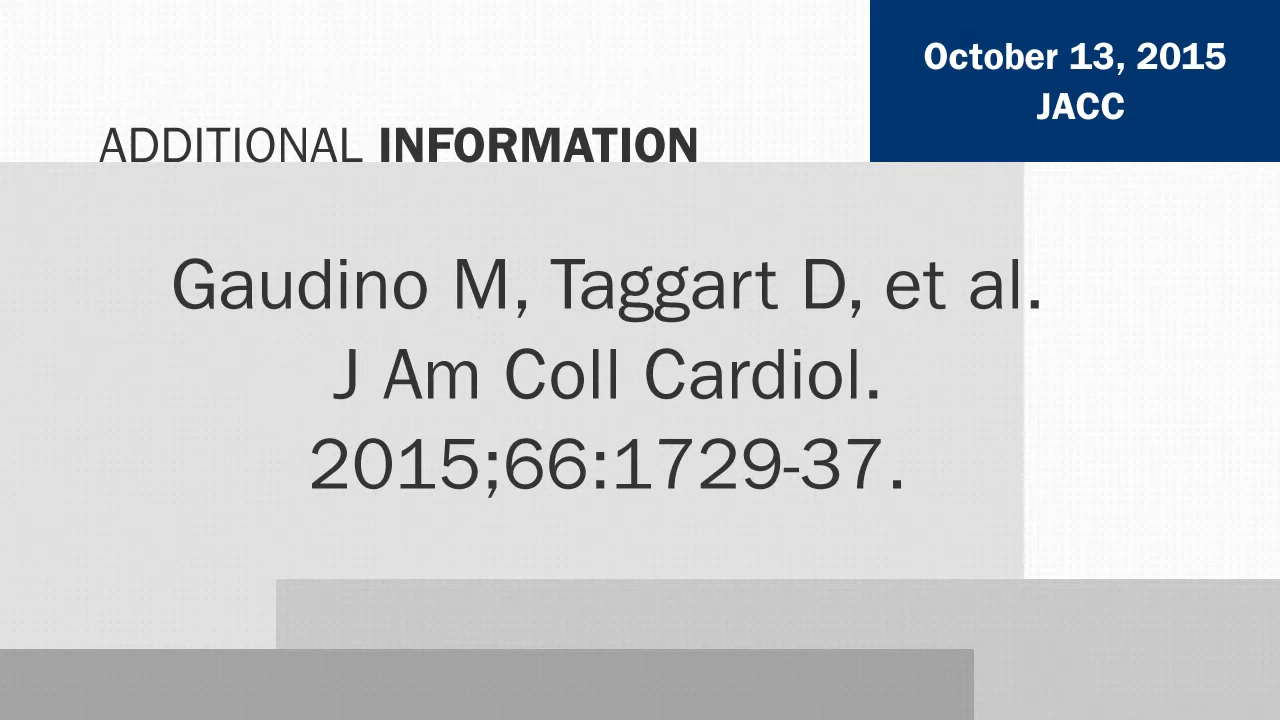 October 13, 2015
JACC
ADDITIONAL INFORMATION
Gaudino M, Taggart D, et al.
J Am Coll Cardiol.
2015;66:1729-37.